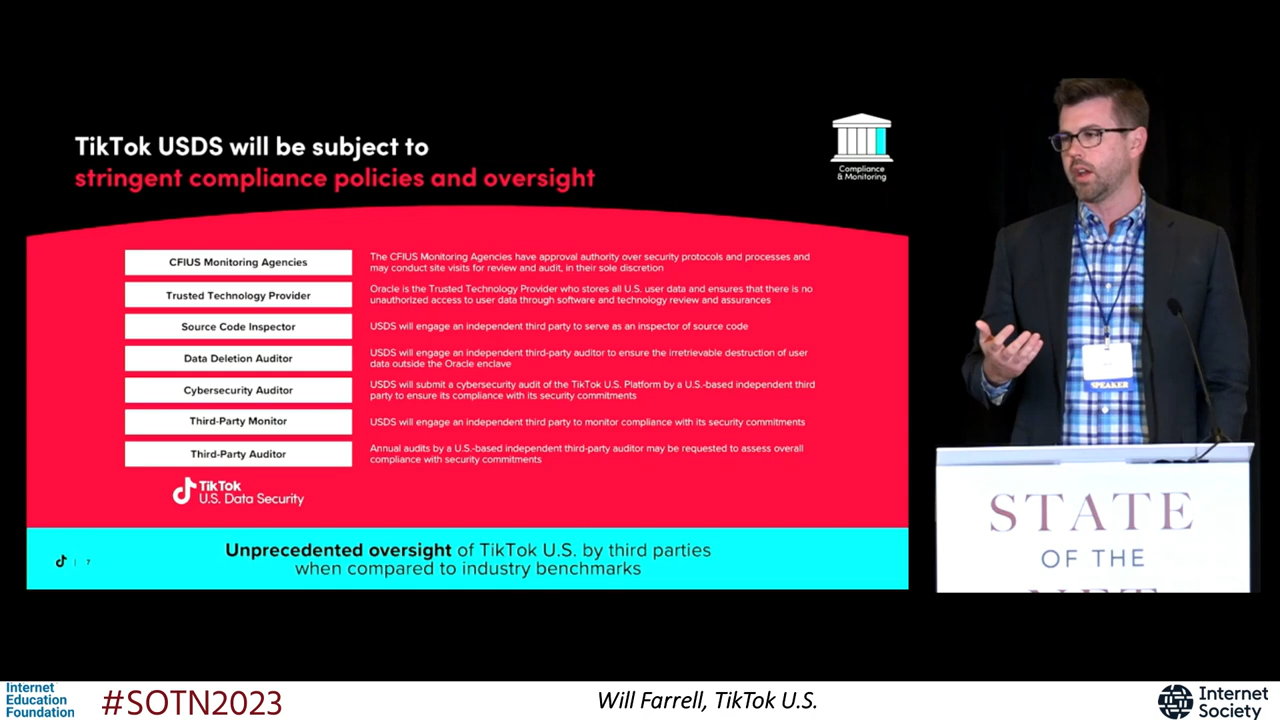 TikTok USDS will be subject to
stringent compliance policies and oversight
Compliance
& Monitoring
CFIUS Monitoring Agencies
The CFIUS Monitoring Agencies have approval authority over security protocols and processes and
may conduct site visits for review and audit, in their sole discretion
Trusted Technology Provider
Oracle is the Trusted Technology Provider who stores all U.S. user data and ensures that there is no
unauthorized access to user data through software and technology review and assurances
Source Code Inspector
USDS will engage an independent third party to serve as an inspector of source code
Data Deletion Auditor
USDS will engage an independent third-party auditor to ensure the irretrievable destruction of user
data outside the Oracle enclave
Cybersecurity Auditor
USDS will submit a cybersecurity audit of the TikTok U.S. Platform by a U.S.-based independent third
party to ensure its compliance with its security commitments
Third-Party Monitor
USDS will engage an independent third party to monitor compliance with its security commitments
Third-Party Auditor
Annual audits by a U.S.-based independent third-party auditor may be requested to assess overall
compliance with security commitments
TikTok
U.S. Data Security
Unprecedented oversight of TikTok U.S. by third parties
when compared to industry benchmarks
7
SPEAKER
STATE
OF THE
NET
Internet
Education
Foundation
#SOTN2023
Will Farrell, TikTok U.S.
Internet
Society